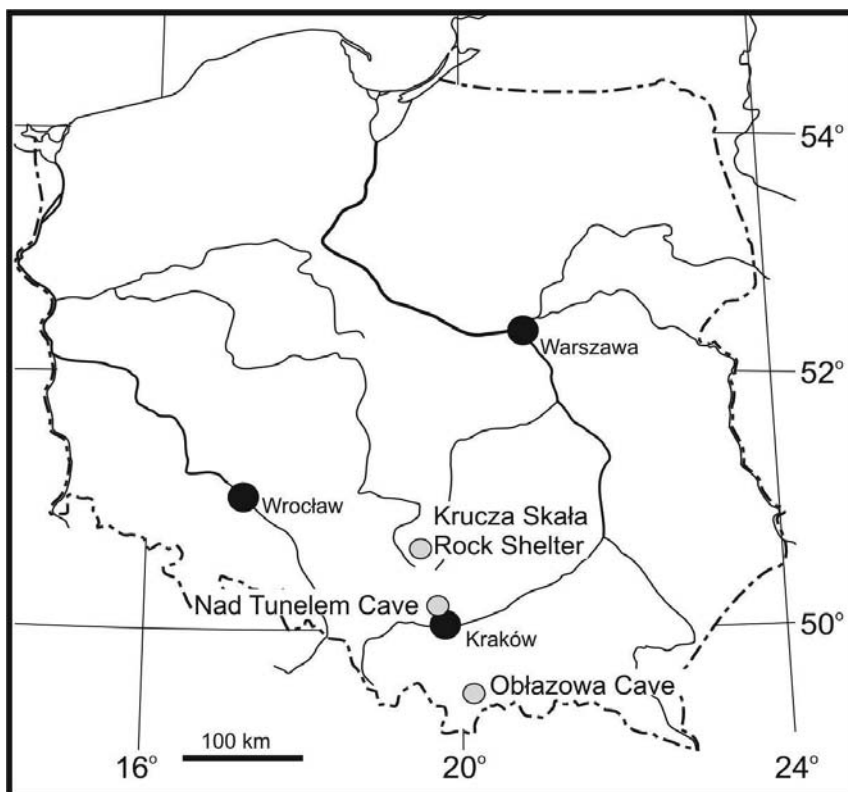 54°
Warszawa
52°
Wrocław
Krucza Skała
Rock Shelter
Nad Tunelem Cave
Kraków
50°
Obłazowa Cave
100 km
16°
20°
24°